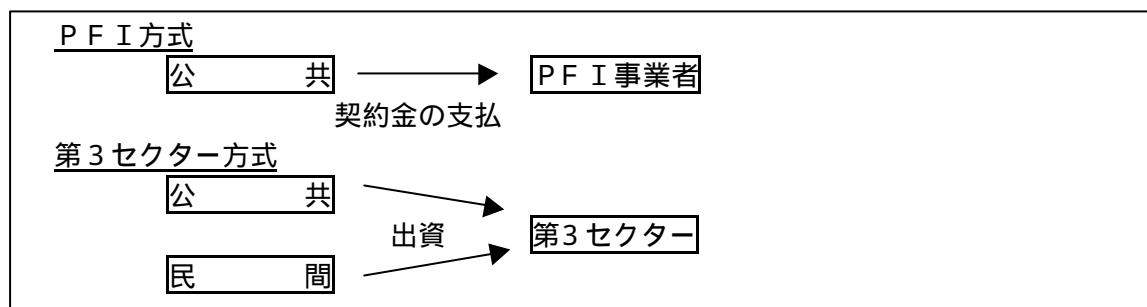 ＰＦＩ方式
公　　　共　　ＰＦＩ事業者
契約金の支払
第３セクター方式
公　　　共
出資　　第3セクター
民　　　間